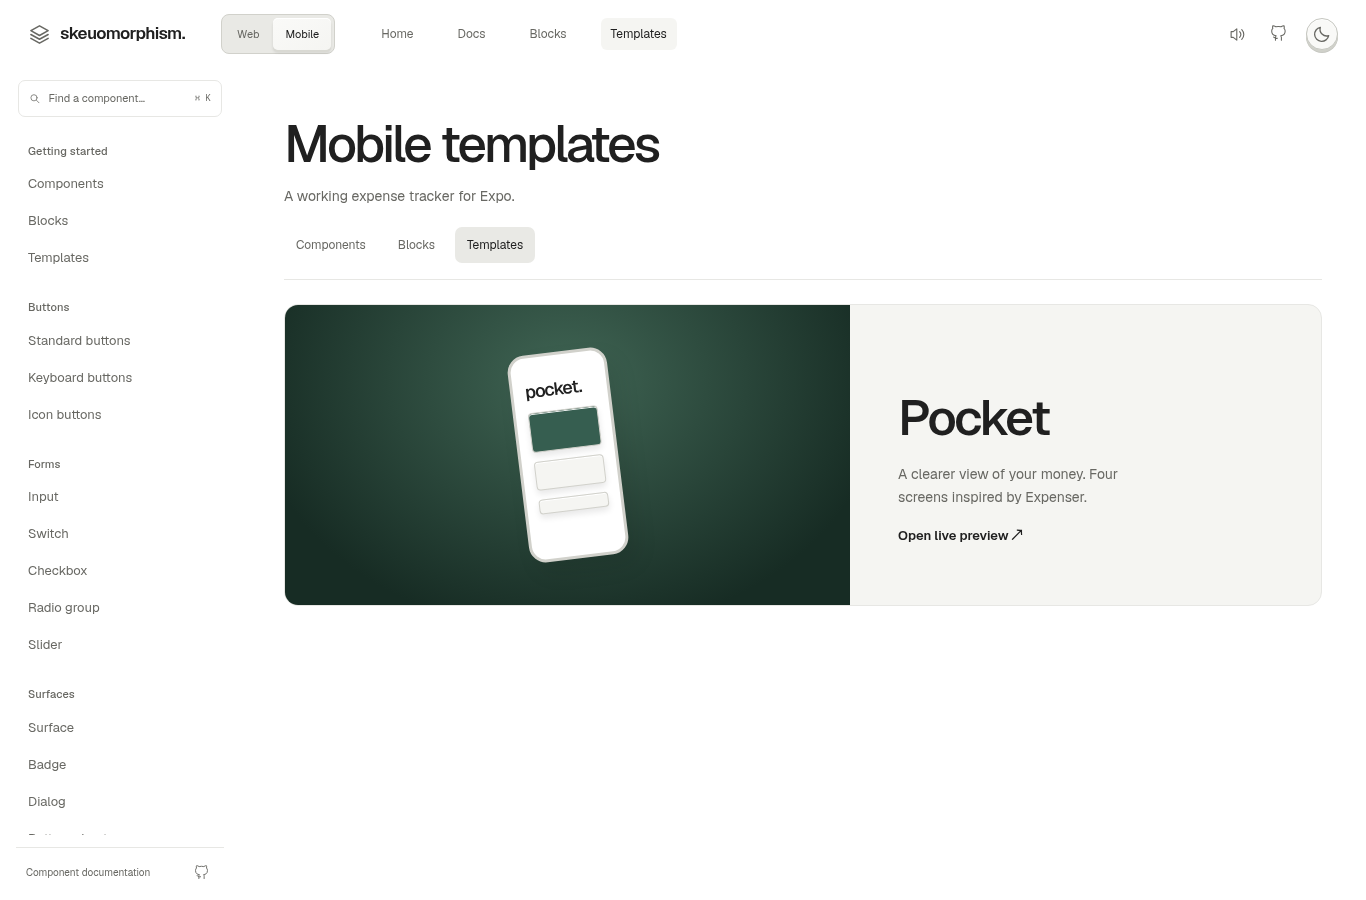 skeuomorphism.
Web
Mobile
Home
Docs
Blocks
Templates
Find a component...
⌘ K
Getting started
Components
Blocks
Templates
Buttons
Standard buttons
Keyboard buttons
Icon buttons
Forms
Input
Switch
Checkbox
Radio group
Slider
Surfaces
Surface
Badge
Dialog
Component documentation
Mobile templates
A working expense tracker for Expo.
Components
Blocks
Templates
pocket.
Pocket
A clearer view of your money. Four
screens inspired by Expenser.
Open live preview ↗